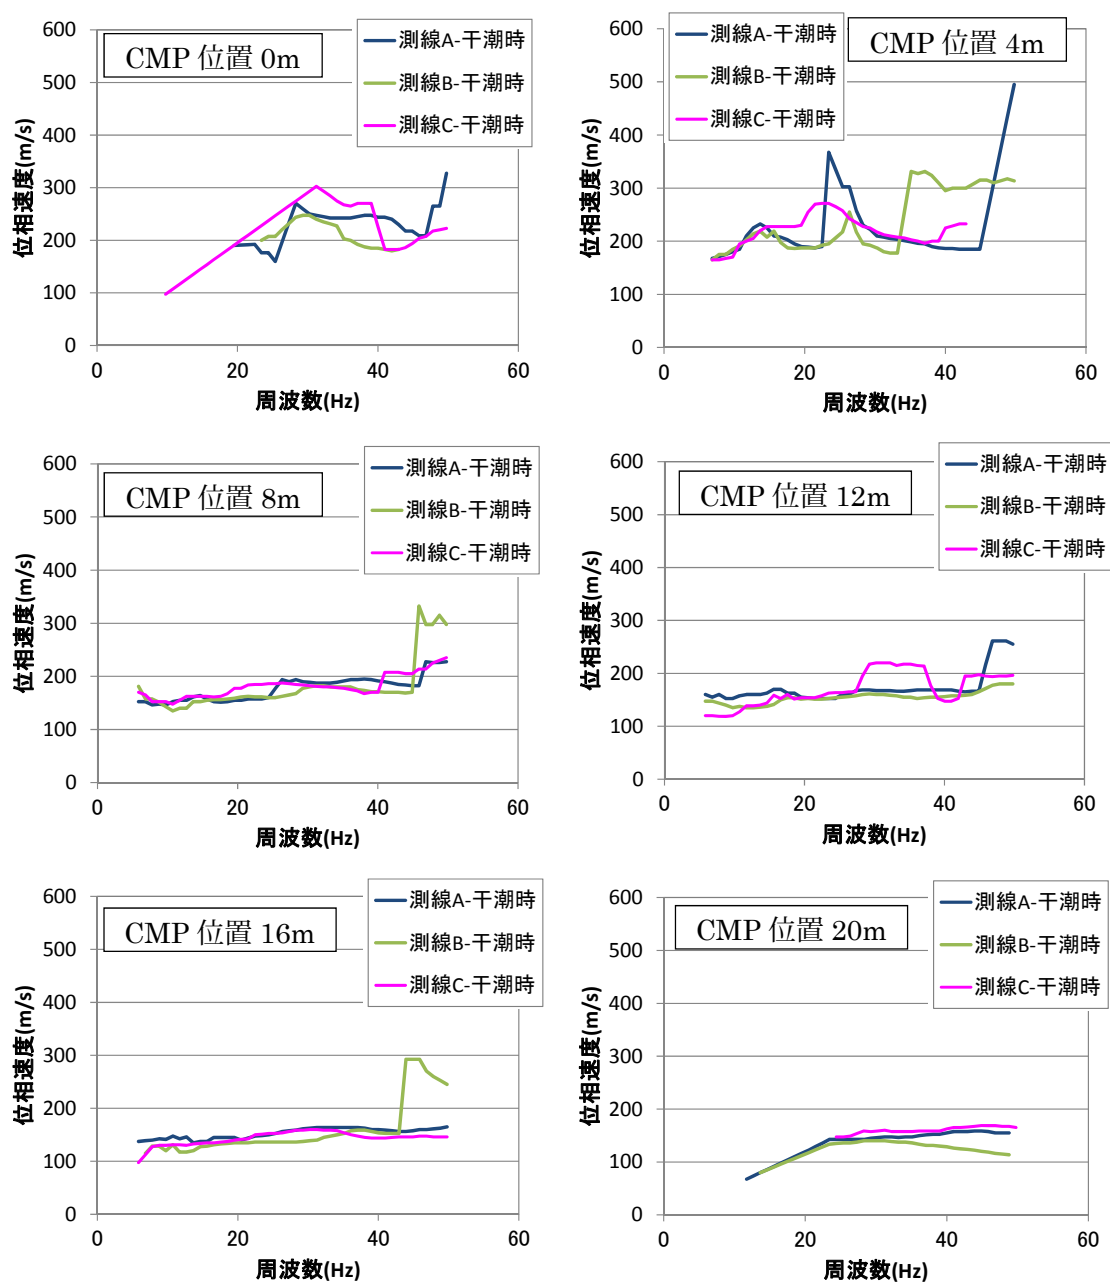 600
500
400
300
200
100
0
0
20
40
60
位相速度(m/s)
周波数(Hz)
CMP 位置 0m
測線A-干潮時
測線B-干潮時
測線C-干潮時
600
500
400
300
200
100
0
0
20
40
60
位相速度(m/s)
周波数(Hz)
測線A-干潮時
測線B-干潮時
測線C-干潮時
CMP 位置 4m
600
500
400
300
200
100
0
0
20
40
60
位相速度(m/s)
周波数(Hz)
CMP 位置 8m
測線A-干潮時
測線B-干潮時
測線C-干潮時
600
500
400
300
200
100
0
0
20
40
60
位相速度(m/s)
周波数(Hz)
CMP 位置 12m
測線A-干潮時
測線B-干潮時
測線C-干潮時
600
500
400
300
200
100
0
0
20
40
60
位相速度(m/s)
周波数(Hz)
CMP 位置 16m
測線A-干潮時
測線B-干潮時
測線C-干潮時
600
500
400
300
200
100
0
0
20
40
60
位相速度(m/s)
周波数(Hz)
CMP 位置 20m
測線A-干潮時
測線B-干潮時
測線C-干潮時